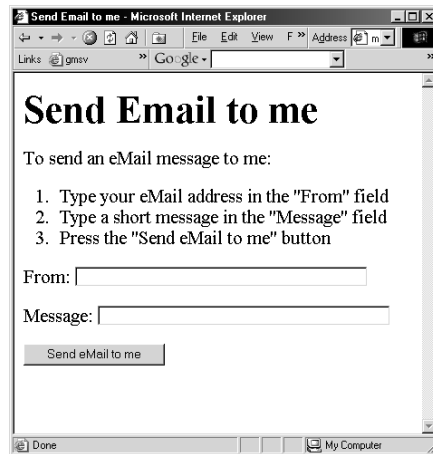 Send Email to me - Microsoft Internet Explorer
File Edit View F » Address m
Links gmsv » Google »
Send Email to me
To send an eMail message to me:
1. Type your eMail address in the "From" field
2. Type a short message in the "Message" field
3. Press the "Send eMail to me" button
From:
Message:
Send eMail to me
Done My Computer